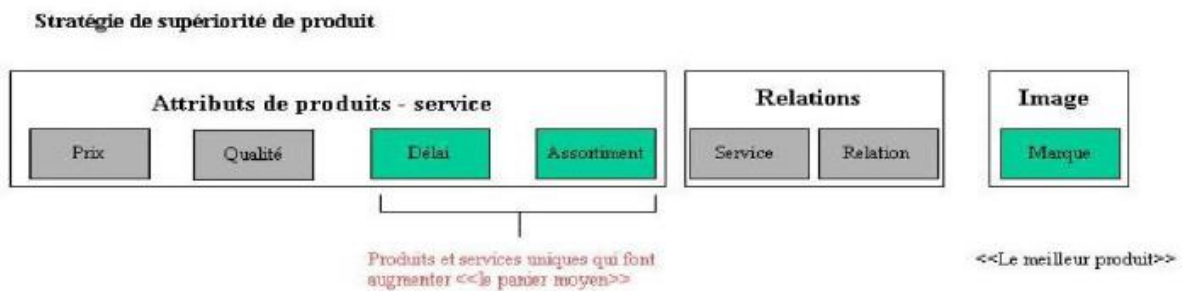 Stratégie de supériorité de produit
Attributs de produits - service
Relations
Image
Prix
Qualité
Délai
Assortiment
Service
Relation
Marque
Produits et services uniques qui font
augmenter <<le panier moyen>>
<<Le meilleur produit>>